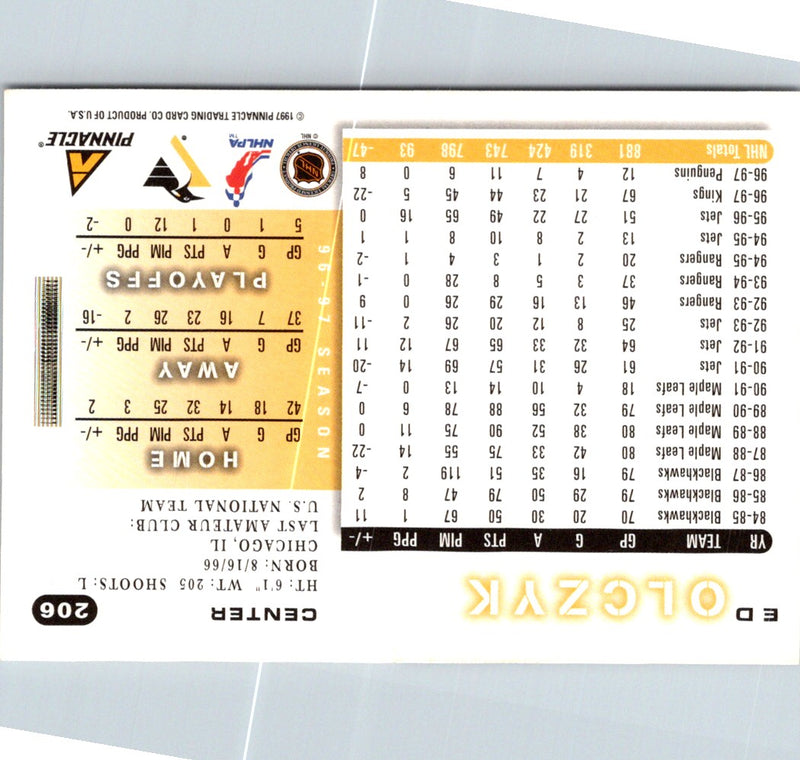 ED OLCZYK
CENTER 206
HT: 6'1" WT: 205 SHOOTS: L
BORN: 8/16/66
CHICAGO, IL
LAST AMATEUR CLUB:
U.S. NATIONAL TEAM
YR TEAM GP G A PTS PIM PPG +/-
84-85 Blackhawks 70 20 30 50 67 1 11
85-86 Blackhawks 79 29 50 79 47 8 2
86-87 Blackhawks 79 16 35 51 119 2 -4
87-88 Maple Leafs 80 42 33 75 55 14 -22
88-89 Maple Leafs 80 38 52 90 75 11 0
89-90 Maple Leafs 79 32 56 88 78 6 0
90-91 Maple Leafs 18 4 10 14 13 0 -7
90-91 Jets 61 26 31 57 69 14 -20
91-92 Jets 64 32 33 65 67 12 11
92-93 Jets 25 8 12 20 26 2 -11
92-93 Rangers 46 13 16 29 26 0 9
93-94 Rangers 37 3 5 8 28 0 -1
94-95 Rangers 20 2 1 3 4 1 -2
94-95 Jets 13 2 8 10 8 1 1
95-96 Jets 51 27 22 49 65 16 0
96-97 Kings 67 21 23 44 45 5 -22
96-97 Penguins 12 4 7 11 6 0 8
NHL Totals 881 319 424 743 798 93 -47
96-97 SEASON
HOME
GP G A PTS PIM PPG +/-
42 18 14 32 25 3 2
AWAY
GP G A PTS PIM PPG +/-
37 7 16 23 26 2 -16
PLAYOFFS
GP G A PTS PIM PPG +/-
5 1 0 1 12 0 -2
© NHL
NHLPA™
PINNACLE®
© 1997 PINNACLE TRADING CARD CO. PRODUCT OF U.S.A.